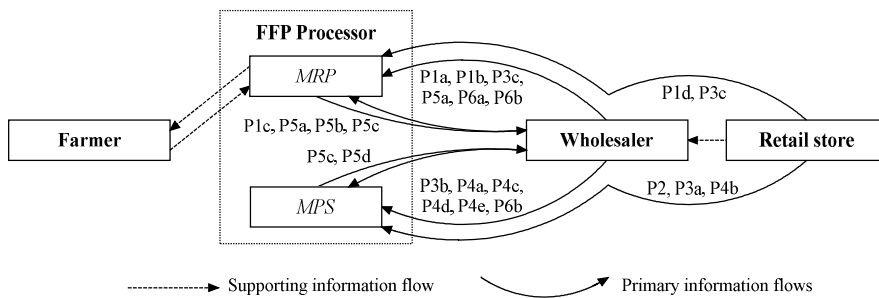 FFP Processor
MRP
P1a, P1b, P3c,
P5a, P6a, P6b
P1d, P3c
P1c, P5a, P5b, P5c
Farmer
Wholesaler
Retail store
P5c, P5d
P3b, P4a, P4c,
P4d, P4e, P6b
P2, P3a, P4b
MPS
Supporting information flow
Primary information flows